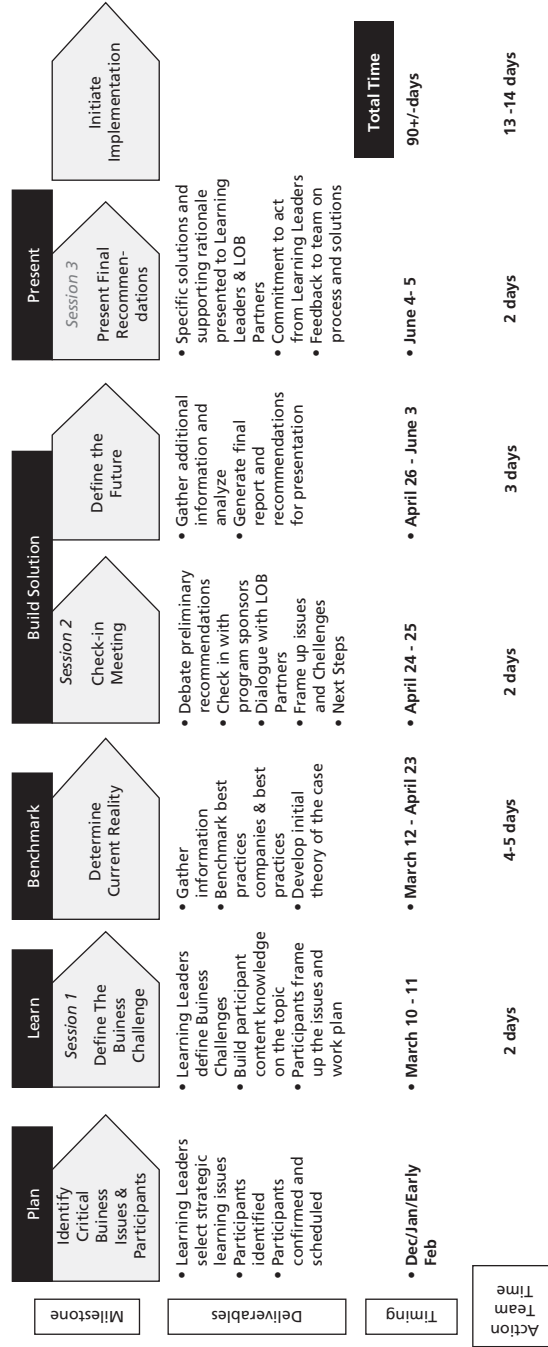 Plan
Identify
Critical
Business
Issues &
Participants
• Learning Leaders
select strategic
learning issues
• Participants
identified
• Participants
confirmed and
scheduled
• Dec/Jan/Early
Feb
Learn
Session 1
Define The
Business
Challenge
• Learning Leaders
define Buiness
Challenges
• Build participant
content knowledge
on the topic
• Participants frame
up the issues and
work plan
• March 10 - 11
2 days
Benchmark
Determine
Current Reality
• Gather
information
• Benchmark best
practices
companies & best
practices
• Develop initial
theory of the case
• March 12 - April 23
4-5 days
Build Solution
Session 2
Check-in
Meeting
• Debate preliminary
recommendations
• Check in with
program sponsors
• Dialogue with LOB
Partners
• Frame up issues
and Chellenges
• Next Steps
• April 24 - 25
2 days
Define the
Future
• Gather additional
information and
analyze
• Generate final
report and
recommendations
for presentation
• April 26 - June 3
3 days
Present
Session 3
Present Final
Recommen-
dations
• Specific solutions and
supporting rationale
presented to Learning
Leaders & LOB
Partners
• Commitment to act
from Learning Leaders
• Feedback to team on
process and solutions
• June 4- 5
2 days
Initiate
Implementation
Total Time
90+/-days
13 -14 days
Milestone
Deliverables
Timing
Action
Team
Time